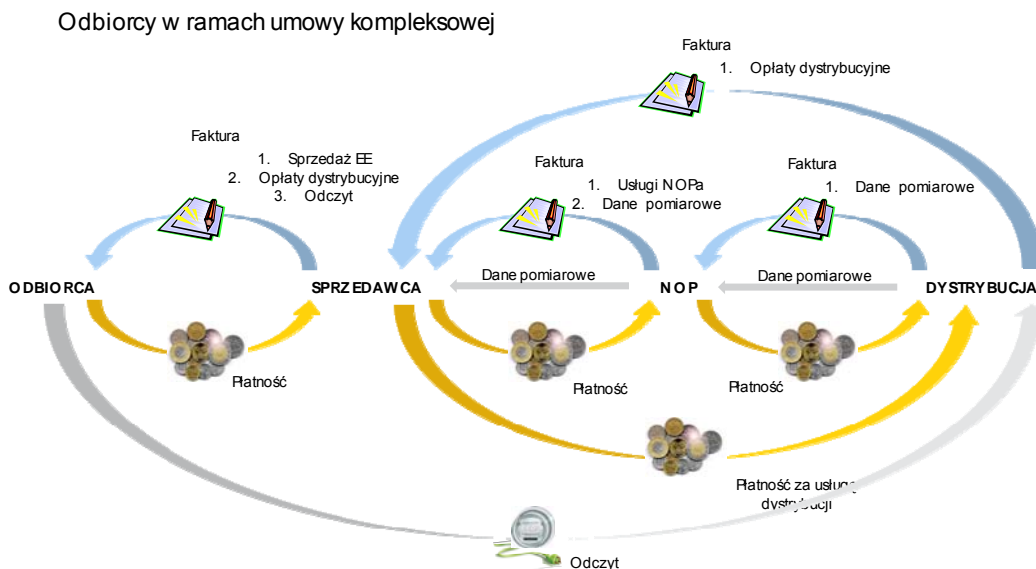 Odbiorcy w ramach umowy kompleksowej
Faktura
1. Opłaty dystrybucyjne
Faktura
1. Sprzedaż EE
2. Opłaty dystrybucyjne
3. Odczyt
Faktura
1. Usługi NOPa
2. Dane pomiarowe
Faktura
1. Dane pomiarowe
Dane pomiarowe
Dane pomiarowe
ODBIORCA
SPRZEDAWCA
NOP
DYSTRYBUCJA
Płatność
Płatność
Płatność
Płatność za usługę
dystrybucji
Odczyt